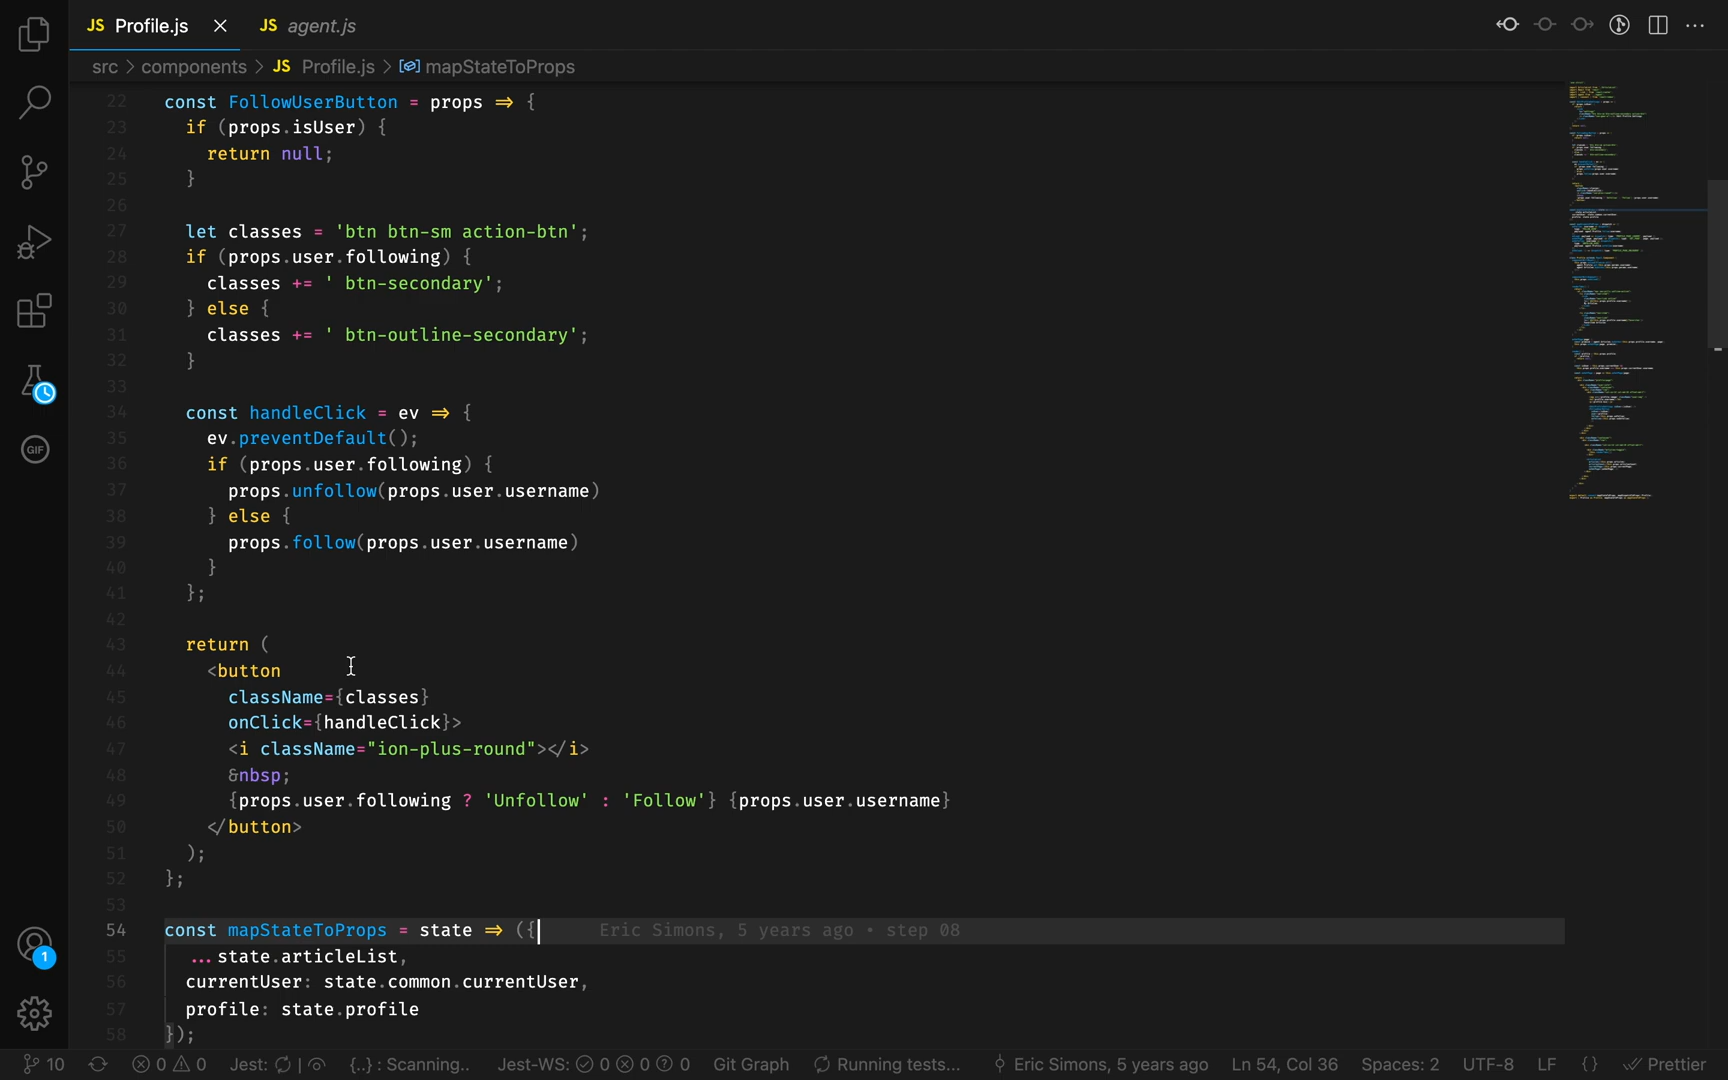 JS Profile.js × JS agent.js
src > components > JS Profile.js > mapStateToProps
22 const FollowUserButton = props => {
23 if (props.isUser) {
24 return null;
25 }
26
27 let classes = 'btn btn-sm action-btn';
28 if (props.user.following) {
29 classes += ' btn-secondary';
30 } else {
31 classes += ' btn-outline-secondary';
32 }
33
34 const handleClick = ev => {
35 ev.preventDefault();
36 if (props.user.following) {
37 props.unfollow(props.user.username)
38 } else {
39 props.follow(props.user.username)
40 }
41 };
42
43 return (
44 <button
45 className={classes}
46 onClick={handleClick}>
47 <i className="ion-plus-round"></i>
48 &nbsp;
49 {props.user.following ? 'Unfollow' : 'Follow'} {props.user.username}
50 </button>
51 );
52 };
53
54 const mapStateToProps = state => ({ Eric Simons, 5 years ago • step 08
55 ...state.articleList,
56 currentUser: state.common.currentUser,
57 profile: state.profile
58 });
GIF
1
10 0 0 Jest: | {..} : Scanning.. Jest-WS: 0 0 0 Git Graph Running tests... Eric Simons, 5 years ago Ln 54, Col 36 Spaces: 2 UTF-8 LF {} Prettier